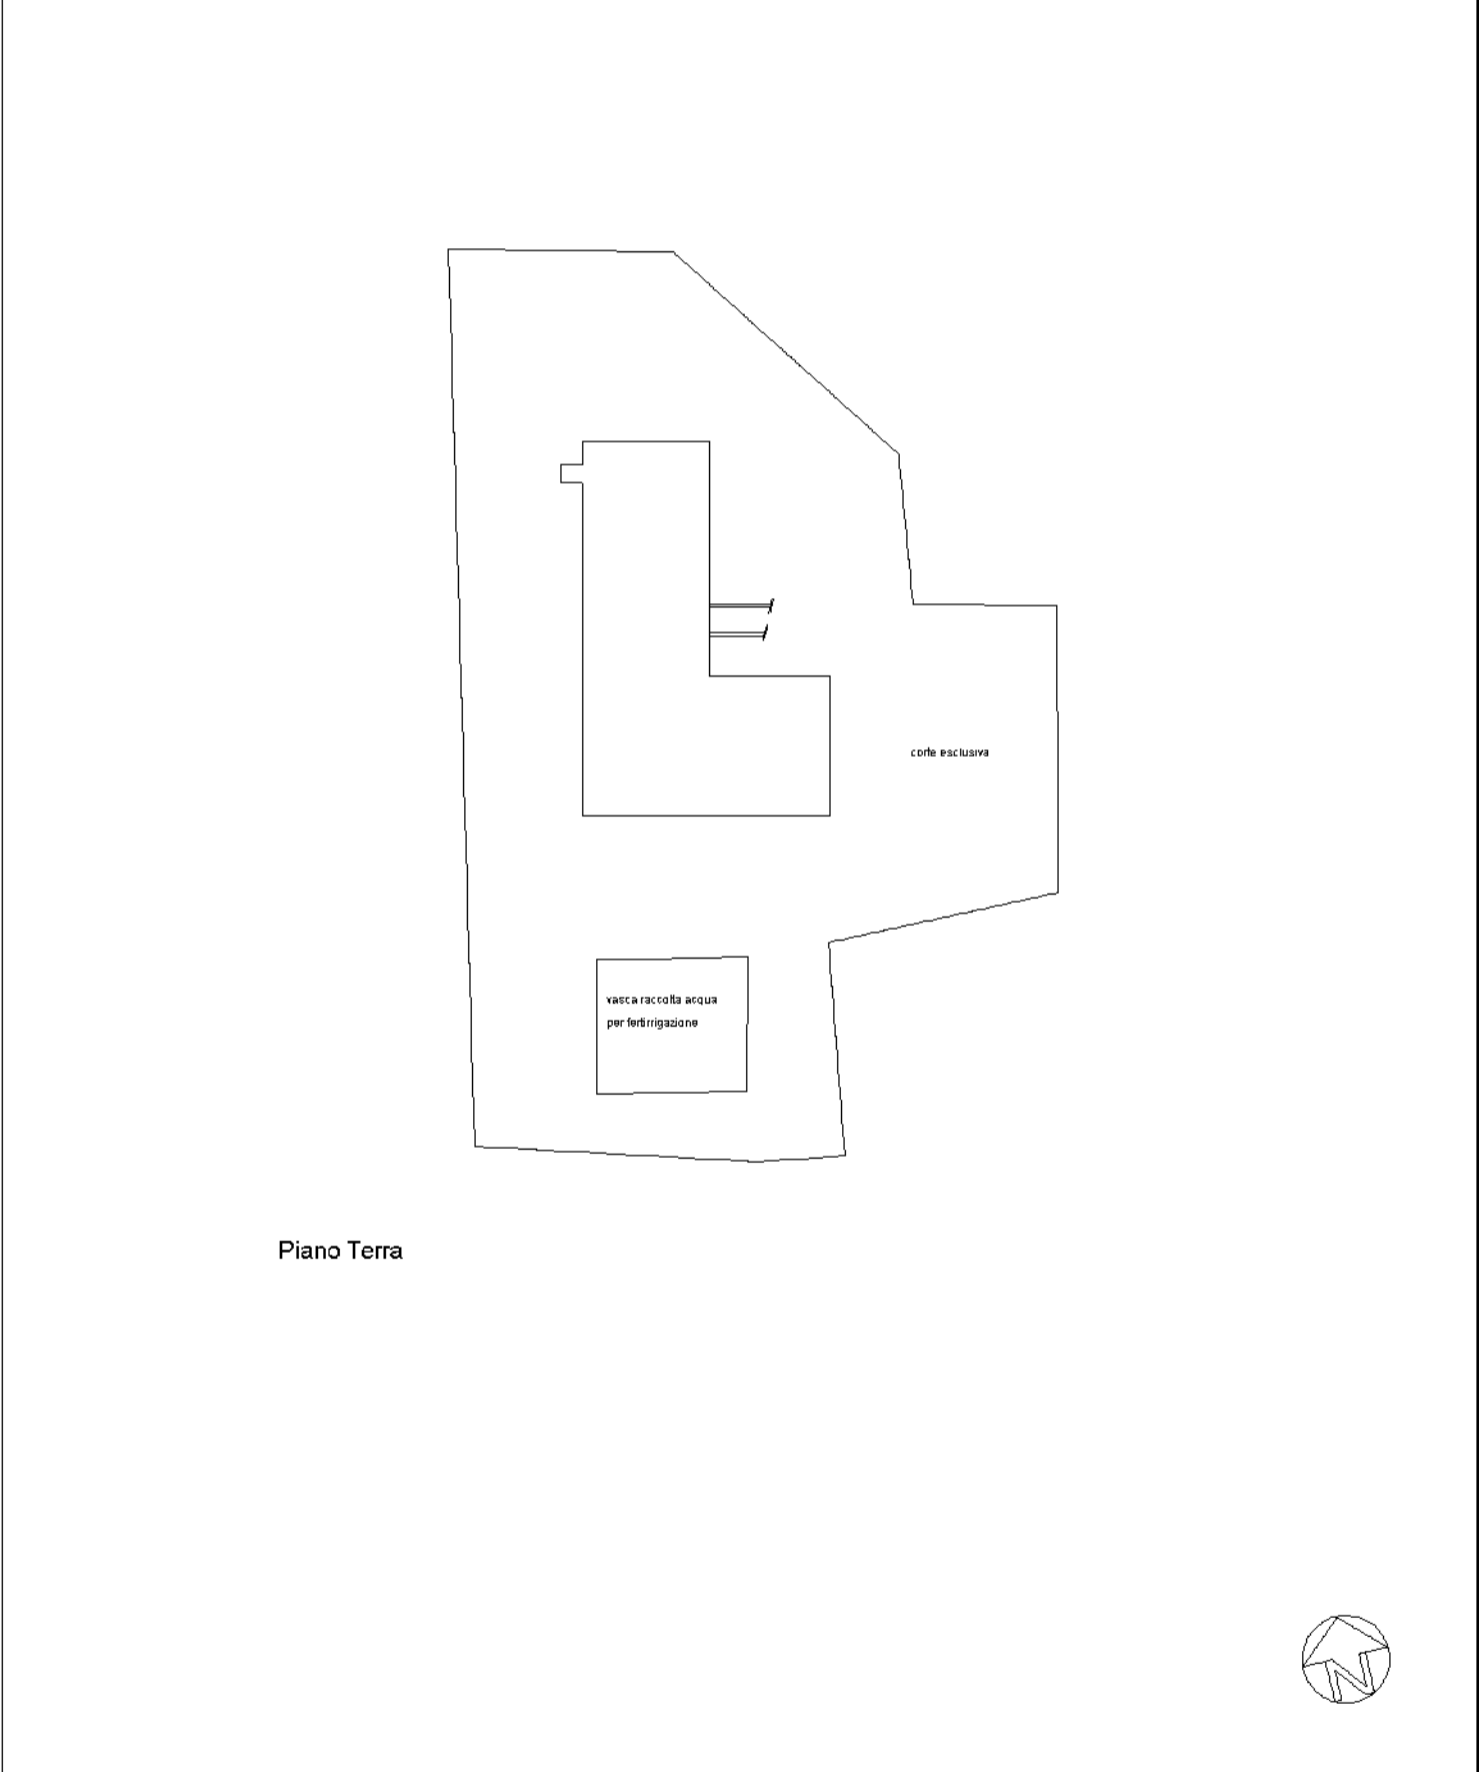 corte esclusiva
vasca raccolta acqua
per fertirrigazione
Piano Terra
N